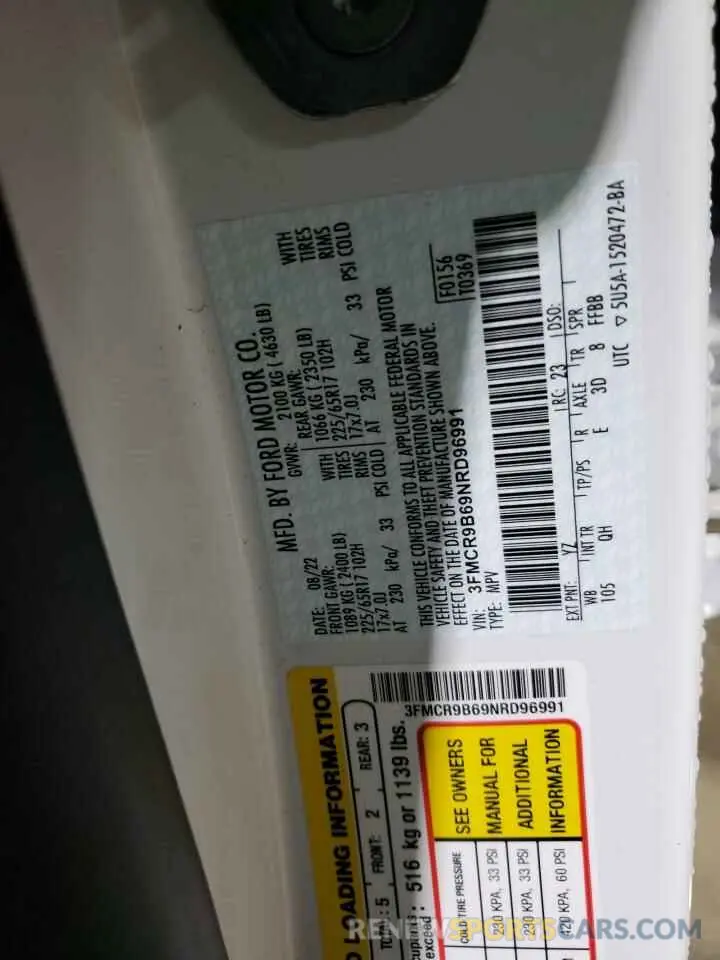 MFD. BY FORD MOTOR CO.
DATE: 08/22 GVWR: 2100 KG ( 4630 LB)
FRONT GAWR: REAR GAWR:
1089 KG ( 2400 LB) WITH 1066 KG ( 2350 LB) WITH
225/65R17 102H TIRES 225/65R17 102H TIRES
17x7.0J RIMS 17x7.0J RIMS
AT 230 kPa/ 33 PSI COLD AT 230 kPa/ 33 PSI COLD
THIS VEHICLE CONFORMS TO ALL APPLICABLE FEDERAL MOTOR
VEHICLE SAFETY AND THEFT PREVENTION STANDARDS IN
EFFECT ON THE DATE OF MANUFACTURE SHOWN ABOVE.
VIN: 3FMCR9B69NRD96991
TYPE: MPV
F0156
T0369
EXT PNT: YZ RC: 23 DSO:
WB INT TR TP/PS R AXLE TR SPR
105 QH E 3D 8 FFBB
UTC ▽ 5U5A-1520472-BA
LOADING INFORMATION
TOTAL: 5 FRONT: 2 REAR: 3
exceed: 516 kg or 1139 lbs.
3FMCR9B69NRD96991
COLD TIRE PRESSURE
230 KPA, 33 PSI
230 KPA, 33 PSI
420 KPA, 60 PSI
SEE OWNERS
MANUAL FOR
ADDITIONAL
INFORMATION
RENEWSPORTSCARS.COM